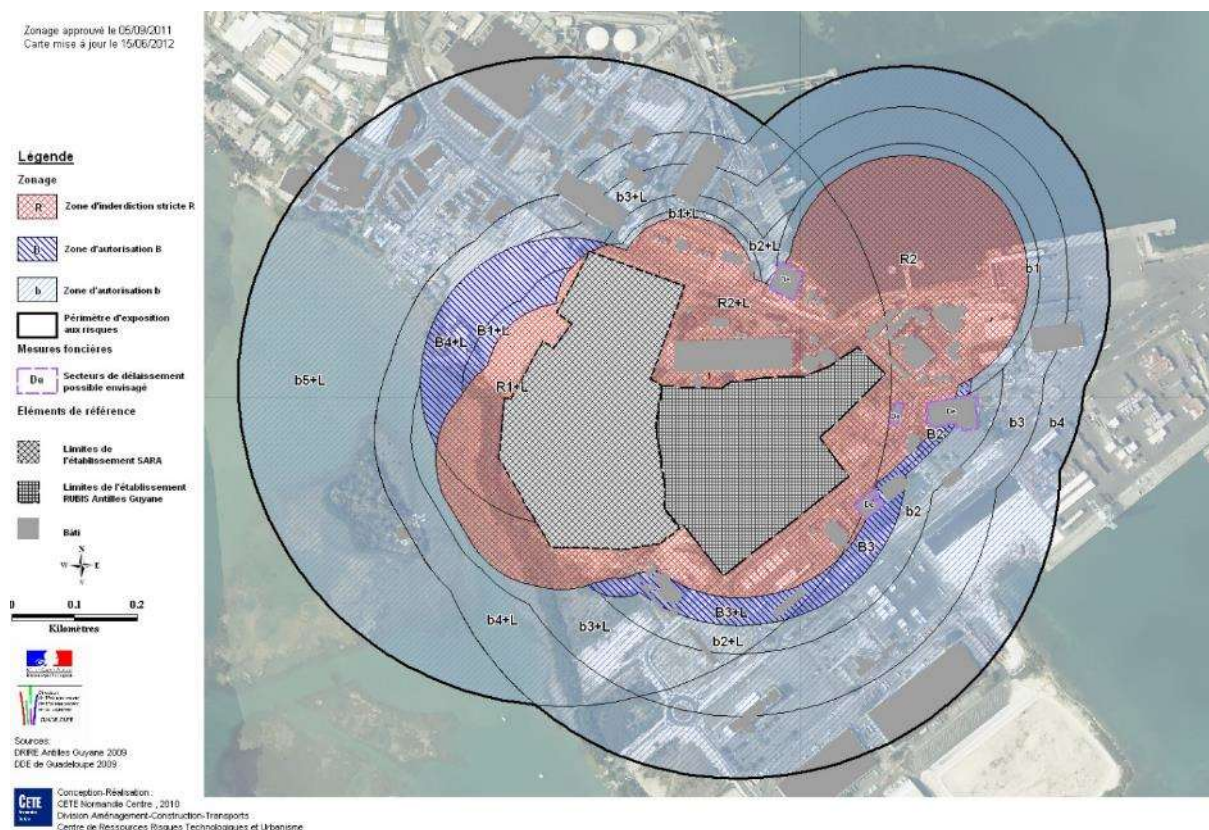 Zonage approuvé le 05/09/2011
Carte mise à jour le 15/06/2012
Légende
Zonage
R Zone d'inderdiction stricte R
B Zone d'autorisation B
b Zone d'autorisation b
Périmètre d'exposition
aux risques
Mesures foncières
De Secteurs de délaissement
possible envisagé
Eléments de référence
Limites de
l'établissement SARA
Limites de l'établissement
RUBIS Antilles Guyane
Bâti
N
W E
0 0.1 0.2
Kilomètres
Sources:
DRIRE Antilles Guyane 2009
DDE de Guadeloupe 2009
CETE
Conception-Réalisation :
CETE Normandie Centre , 2010
Division Aménagement-Construction-Transports
Centre de Ressources Risques Technologiques et Urbanisme
b3+L
b1+L
b2+L
R2
b1
De
R2+L
B1+L
B4+L
b5+L
R1+L
De
De
B2
b3
b4
De
b2
B3
B3+L
b4+L
b3+L
b2+L